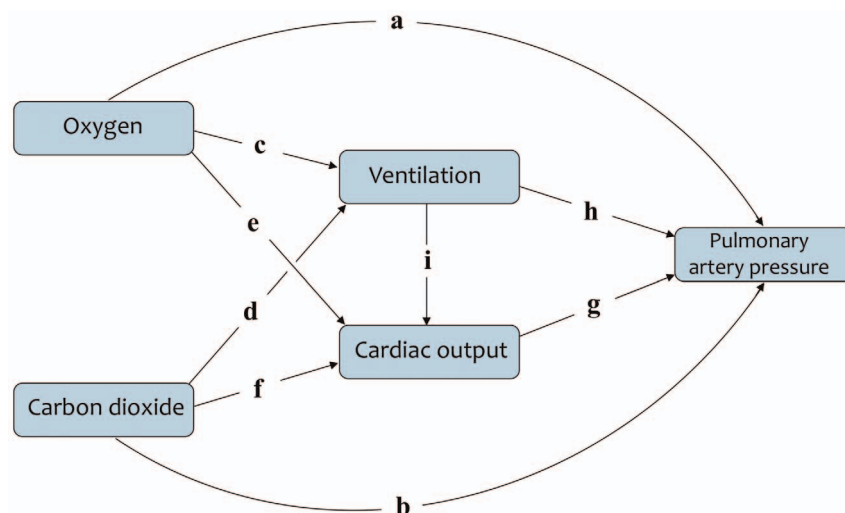 a
Oxygen
c
Ventilation
e
h
Pulmonary
artery pressure
i
d
g
Cardiac output
f
Carbon dioxide
b